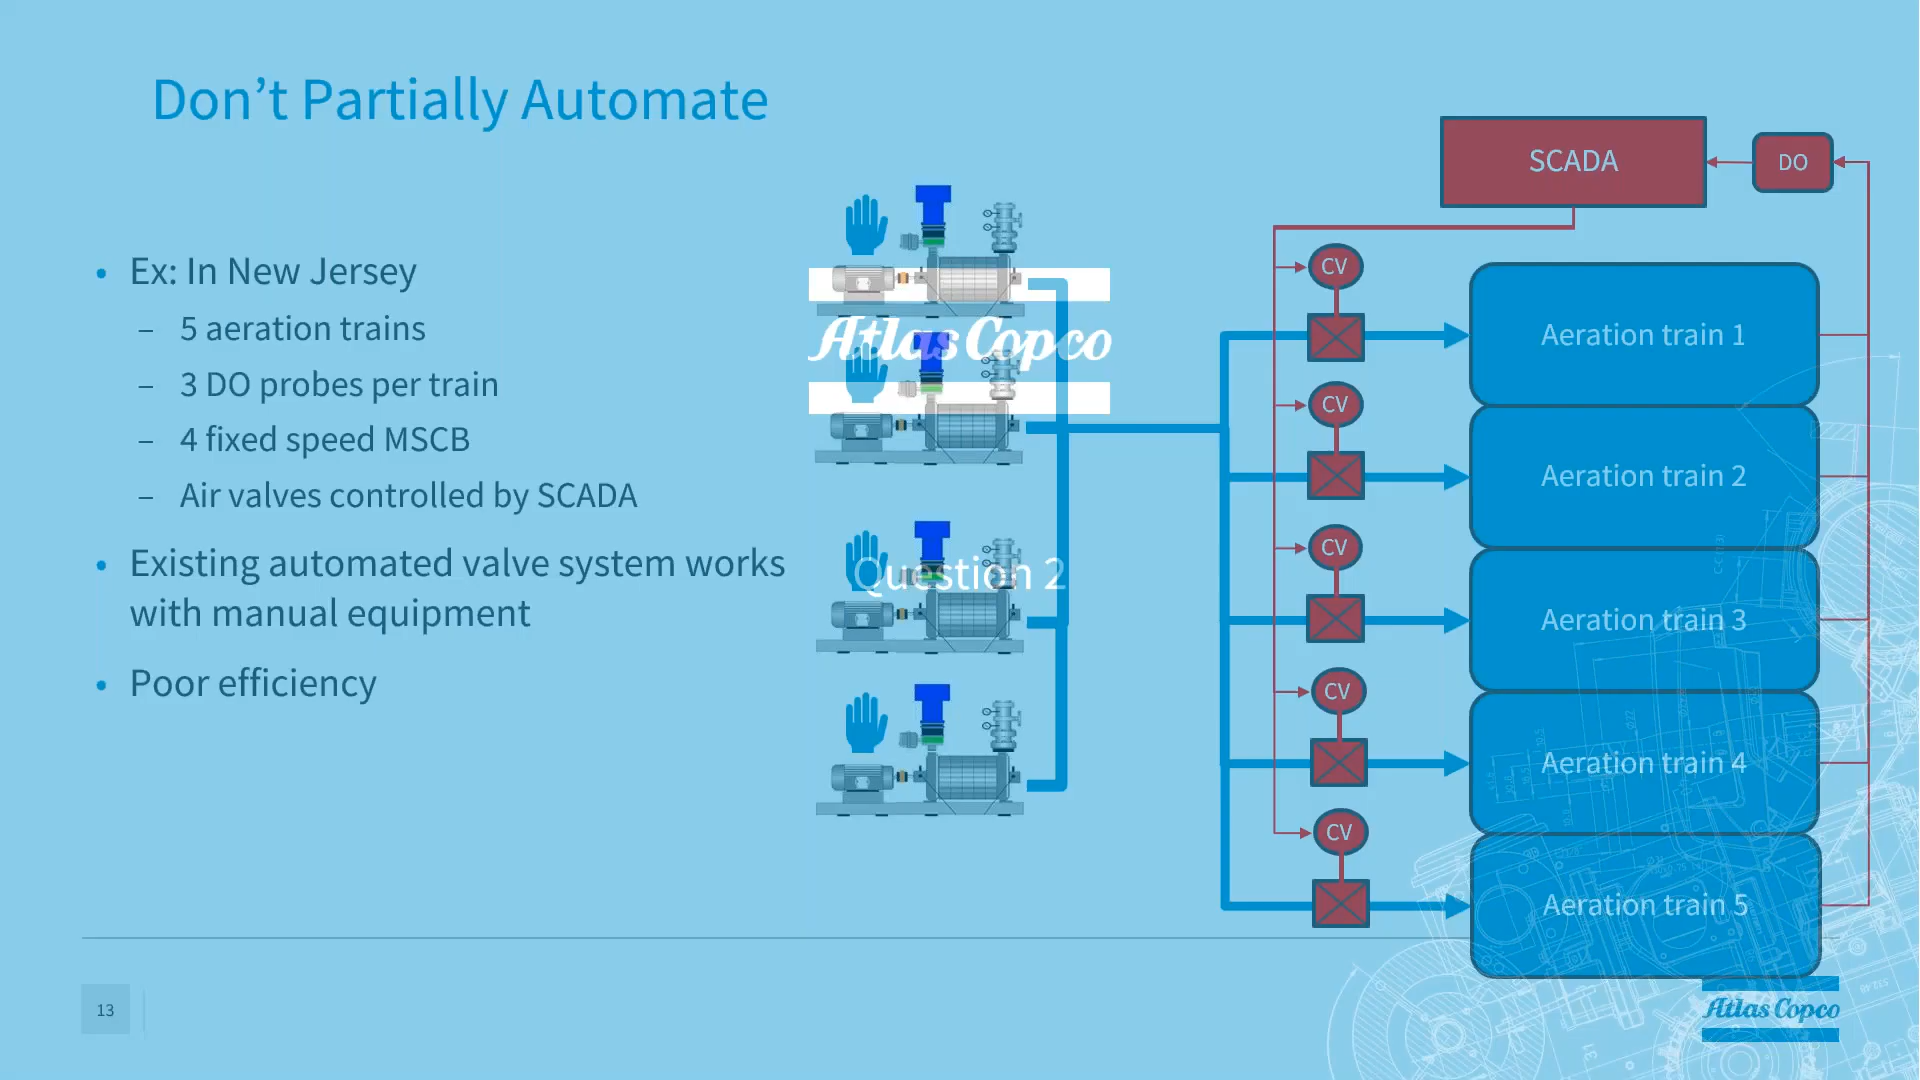 Don't Partially Automate
• Ex: In New Jersey
– 5 aeration trains
– 3 DO probes per train
– 4 fixed speed MSCB
– Air valves controlled by SCADA
• Existing automated valve system works
with manual equipment
• Poor efficiency
Atlas Copco
Question 2
SCADA
DO
CV
Aeration train 1
CV
Aeration train 2
CV
Aeration train 3
CV
Aeration train 4
CV
Aeration train 5
13
Atlas Copco